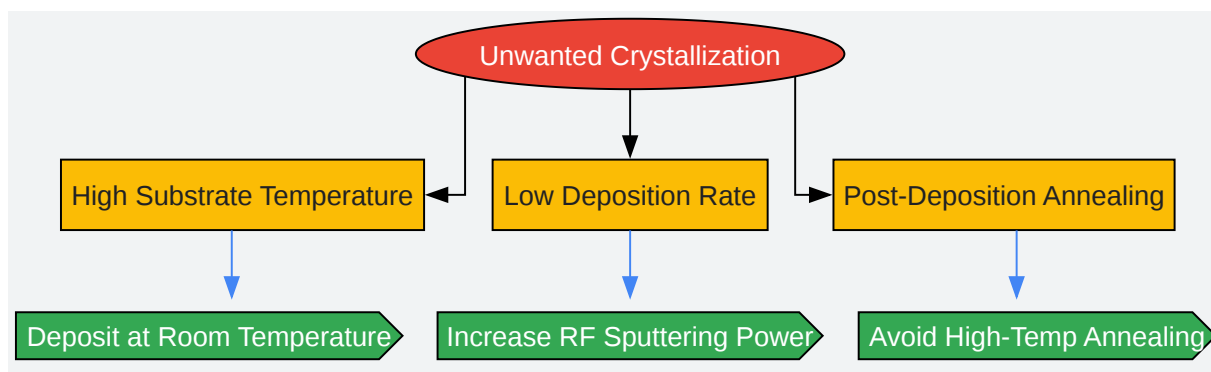 Unwanted Crystallization
High Substrate Temperature
Low Deposition Rate
Post-Deposition Annealing
Deposit at Room Temperature
Increase RF Sputtering Power
Avoid High-Temp Annealing